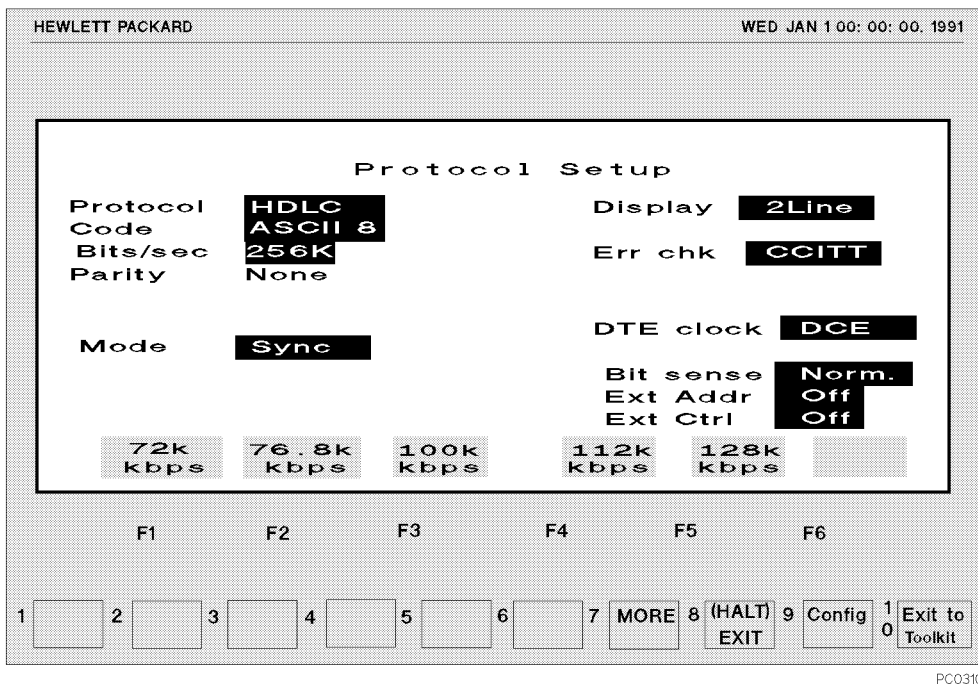 HEWLETT PACKARD WED JAN 1 00: 00: 00. 1991
Protocol Setup
Protocol HDLC Display 2Line
Code ASCII 8
Bits/sec 256K Err chk CCITT
Parity None
DTE clock DCE
Mode Sync
Bit sense Norm.
Ext Addr Off
Ext Ctrl Off
72k 76.8k 100k 112k 128k
kbps kbps kbps kbps kbps
F1 F2 F3 F4 F5 F6
1 2 3 4 5 6 7 MORE 8 (HALT) EXIT 9 Config 10 Exit to Toolkit